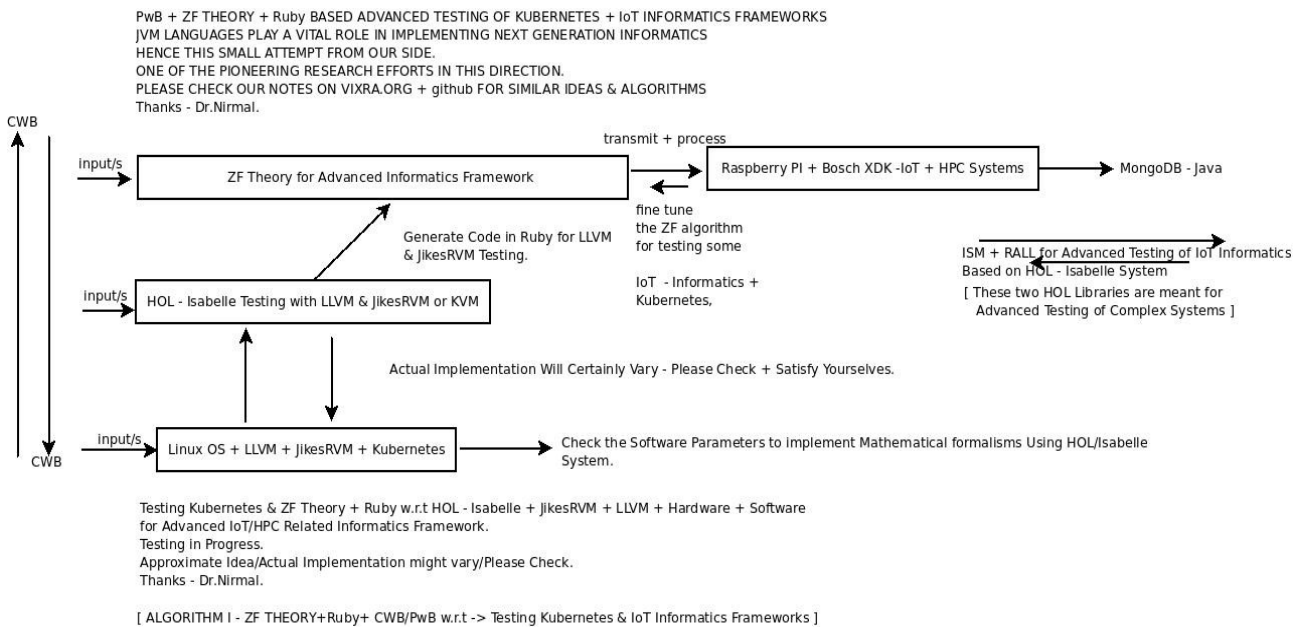 PwB + ZF THEORY + Ruby BASED ADVANCED TESTING OF KUBERNETES + IoT INFORMATICS FRAMEWORKS
JVM LANGUAGES PLAY A VITAL ROLE IN IMPLEMENTING NEXT GENERATION INFORMATICS
HENCE THIS SMALL ATTEMPT FROM OUR SIDE.
ONE OF THE PIONEERING RESEARCH EFFORTS IN THIS DIRECTION.
PLEASE CHECK OUR NOTES ON VIXRA.ORG + github FOR SIMILAR IDEAS & ALGORITHMS
Thanks - Dr.Nirmal.
CWB
transmit + process
input/s
ZF Theory for Advanced Informatics Framework
Raspberry PI + Bosch XDK -IoT + HPC Systems
MongoDB - Java
fine tune
the ZF algorithm
for testing some
IoT - Informatics +
Kubernetes,
Generate Code in Ruby for LLVM
& JikesRVM Testing.
ISM + RALL for Advanced Testing of IoT Informatics
Based on HOL - Isabelle System
[ These two HOL Libraries are meant for
Advanced Testing of Complex Systems ]
input/s
HOL - Isabelle Testing with LLVM & JikesRVM or KVM
Actual Implementation Will Certainly Vary - Please Check + Satisfy Yourselves.
input/s
CWB
Linux OS + LLVM + JikesRVM + Kubernetes
Check the Software Parameters to implement Mathematical formalisms Using HOL/Isabelle
System.
Testing Kubernetes & ZF Theory + Ruby w.r.t HOL - Isabelle + JikesRVM + LLVM + Hardware + Software
for Advanced IoT/HPC Related Informatics Framework.
Testing in Progress.
Approximate Idea/Actual Implementation might vary/Please Check.
Thanks - Dr.Nirmal.
[ ALGORITHM I - ZF THEORY+Ruby+ CWB/PwB w.r.t -> Testing Kubernetes & IoT Informatics Frameworks ]